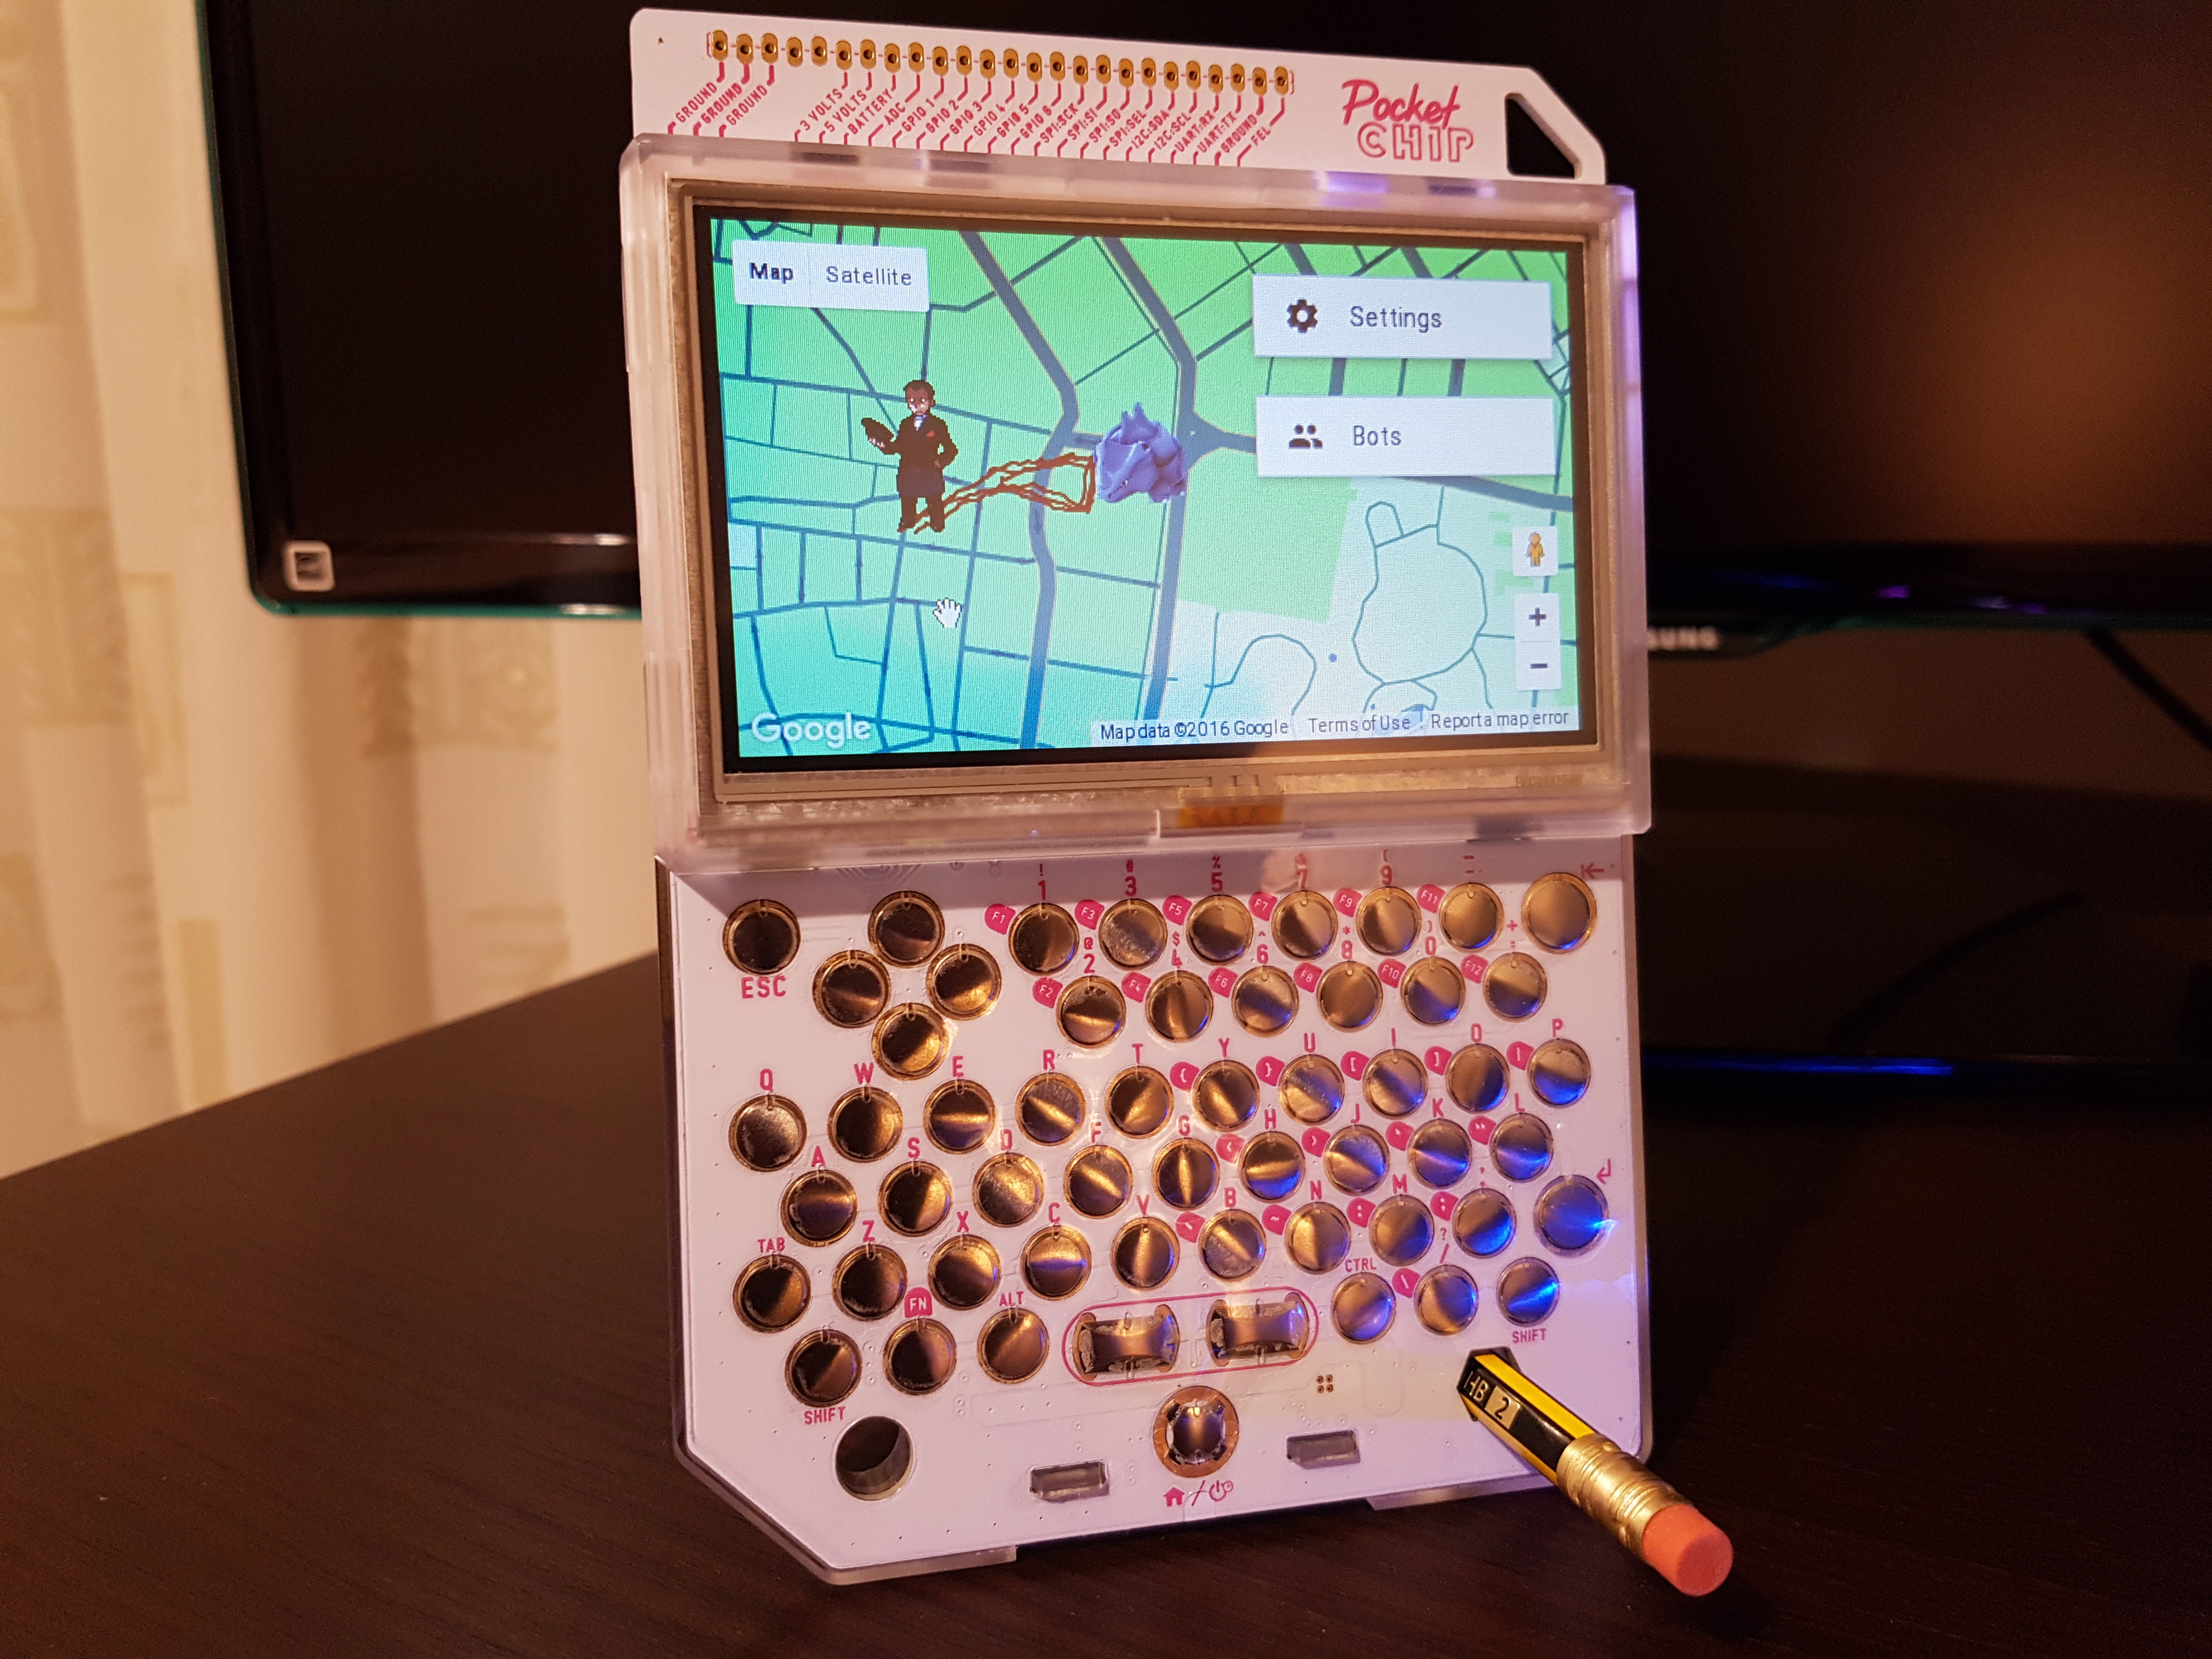 GROUND
GROUND
GROUND
3 VOLTS
5 VOLTS
BATTERY
ADC
GPIO 1
GPIO 2
GPIO 3
GPIO 4
GPIO 5
GPIO 6
SPI:SCK
SPI:SI
SPI:SO
SPI:SEL
I2C:SDA
I2C:SCL
UART:RX
UART:TX
GROUND
FEL
Pocket
CHIP
Map Satellite
Settings
Bots
+
−
Google
Map data ©2016 Google Terms of Use Report a map error
SUNG
! @ # $ % ^ * ( )
1 2 3 4 5 6 7 8 9 0
F1 F2 F3 F4 F5 F6 F7 F8 F9 F10 F11 F12
+ =
ESC
Q W E R T Y U I O P
{ } [ ] |
A S D F G H J K L
< > ' "
TAB Z X C V B N M
~ : ;
? /
\
FN ALT CTRL
SHIFT SHIFT
HB 2